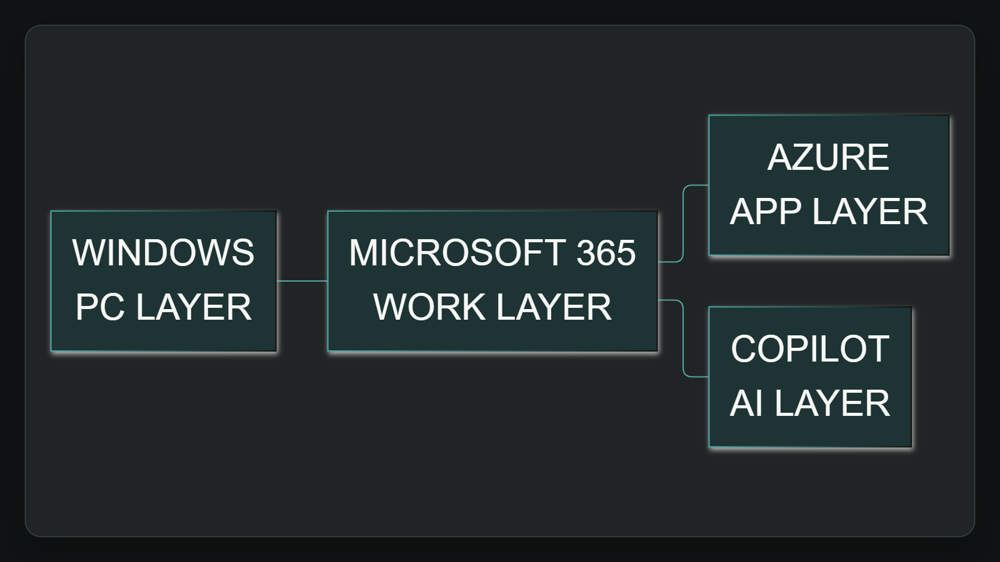 WINDOWS
PC LAYER
MICROSOFT 365
WORK LAYER
AZURE
APP LAYER
COPILOT
AI LAYER